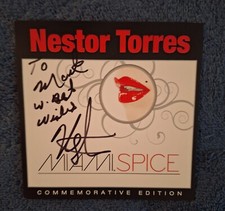 Nestor Torres
To
Mark
w. Best
Wishes
MIAMI SPICE
COMMEMORATIVE EDITION